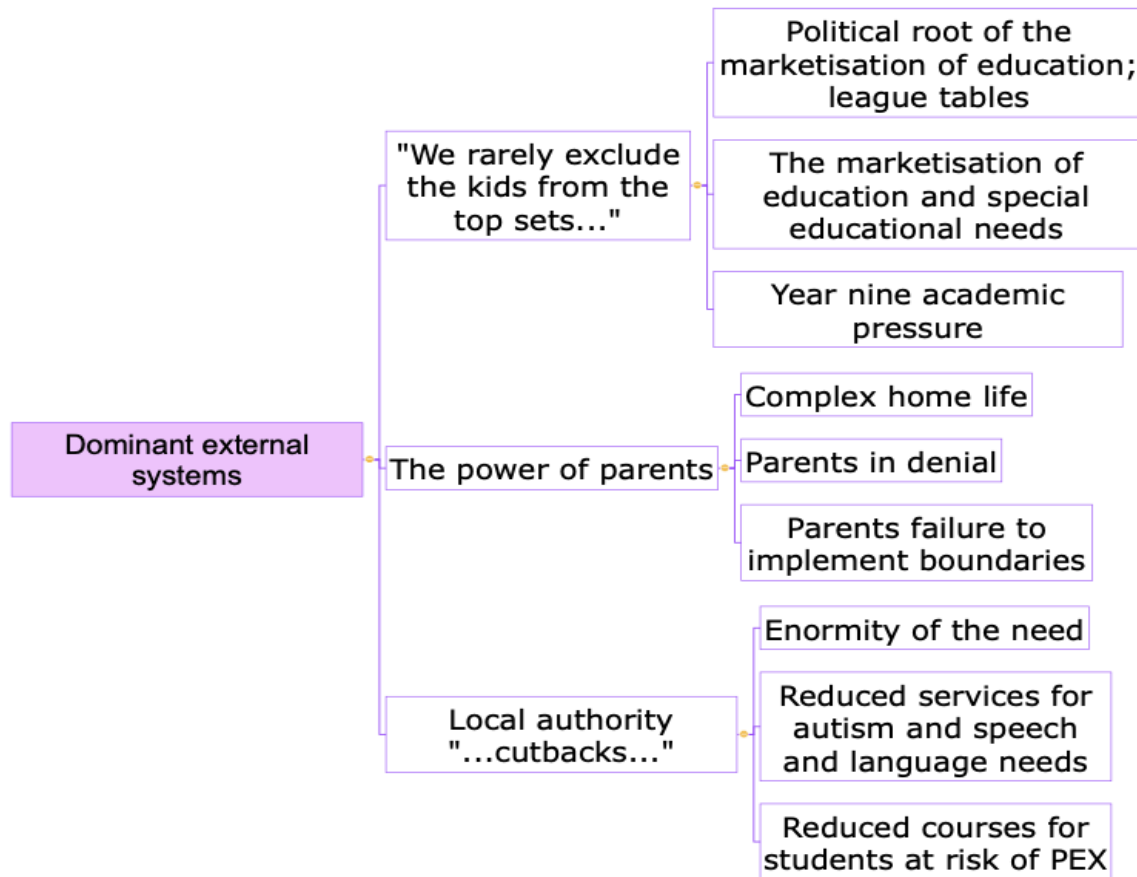 Dominant external
systems
"We rarely exclude
the kids from the
top sets..."
Political root of the
marketisation of education;
league tables
The marketisation of
education and special
educational needs
Year nine academic
pressure
The power of parents
Complex home life
Parents in denial
Parents failure to
implement boundaries
Local authority
"...cutbacks..."
Enormity of the need
Reduced services for
autism and speech
and language needs
Reduced courses for
students at risk of PEX